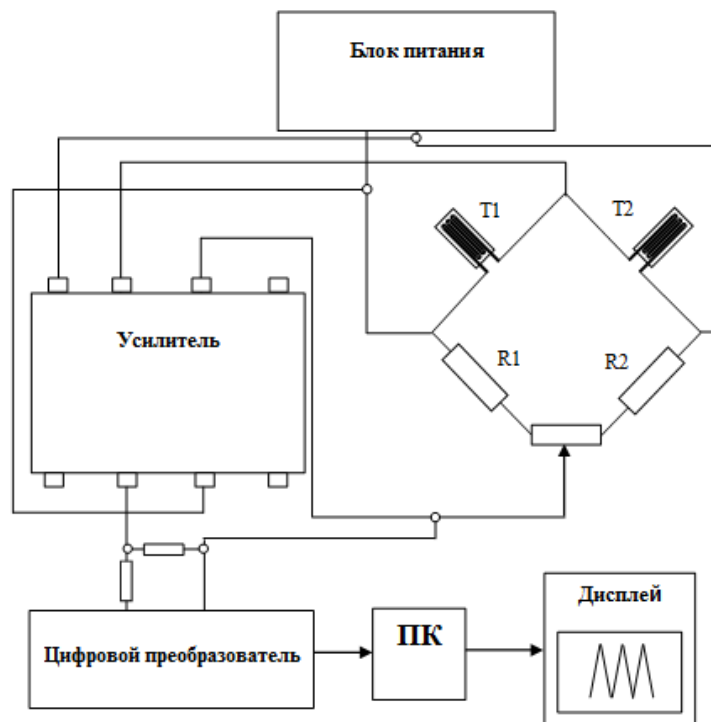 Блок питания
T1
T2
Усилитель
R1
R2
Дисплей
Цифровой преобразователь
ПК